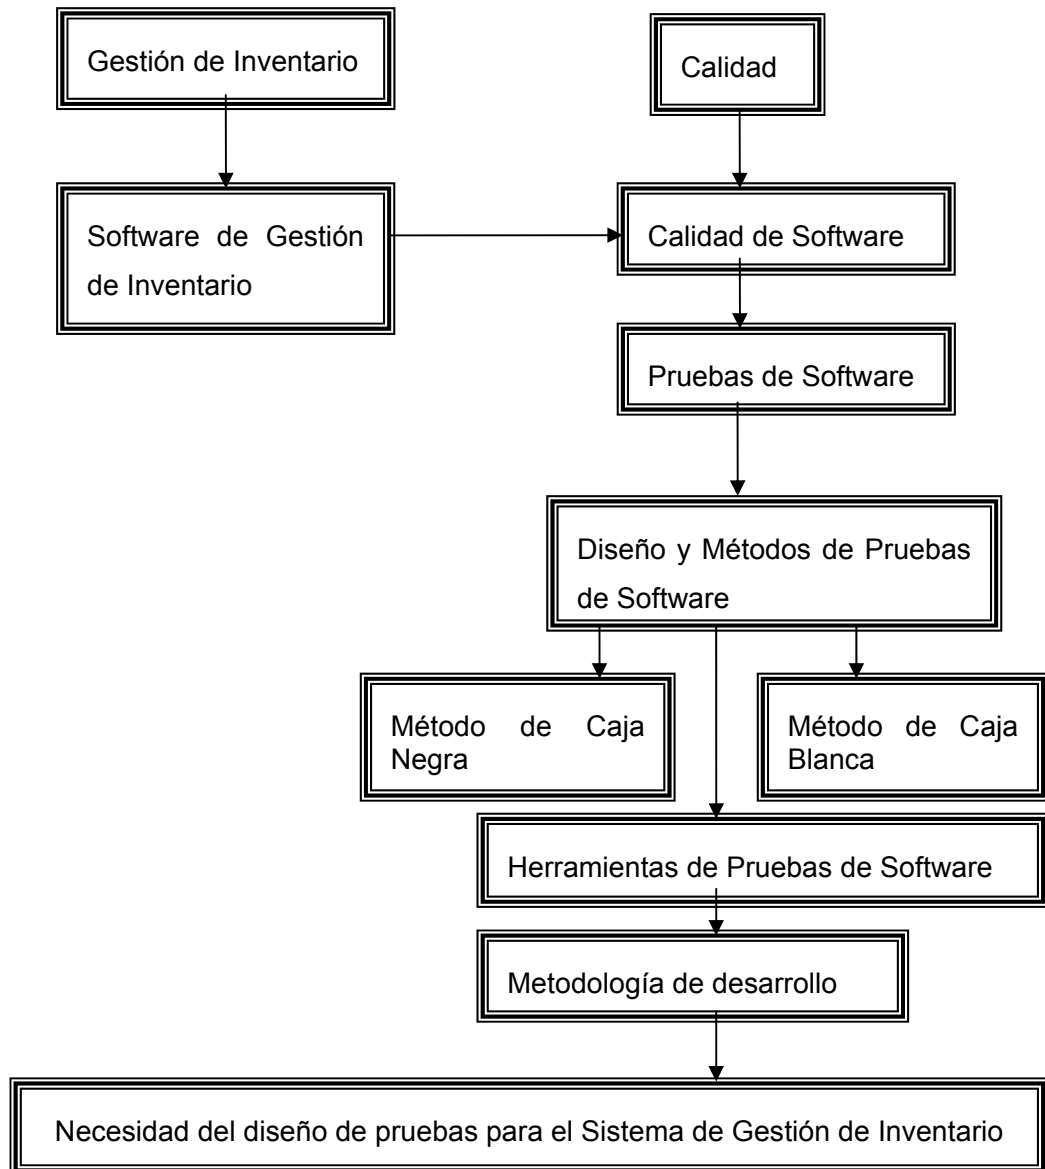 Gestión de Inventario
Calidad
Software de Gestión
de Inventario
Calidad de Software
Pruebas de Software
Diseño y Métodos de Pruebas
de Software
Método de Caja
Negra
Método de Caja
Blanca
Herramientas de Pruebas de Software
Metodología de desarrollo
Necesidad del diseño de pruebas para el Sistema de Gestión de Inventario